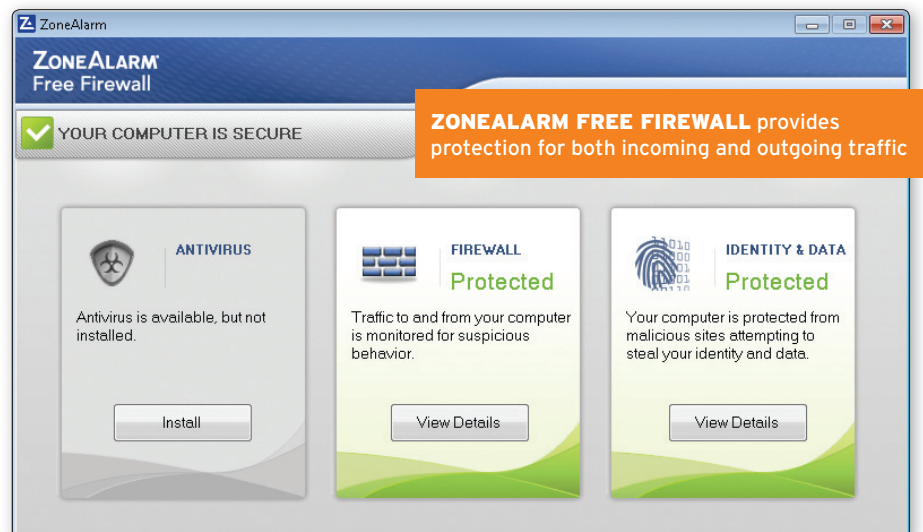 ZoneAlarm
ZONEALARM
Free Firewall
YOUR COMPUTER IS SECURE
ZONEALARM FREE FIREWALL provides
protection for both incoming and outgoing traffic
ANTIVIRUS
Antivirus is available, but not
installed.
Install
FIREWALL
Protected
Traffic to and from your computer
is monitored for suspicious
behavior.
View Details
IDENTITY & DATA
Protected
Your computer is protected from
malicious sites attempting to
steal your identity and data.
View Details